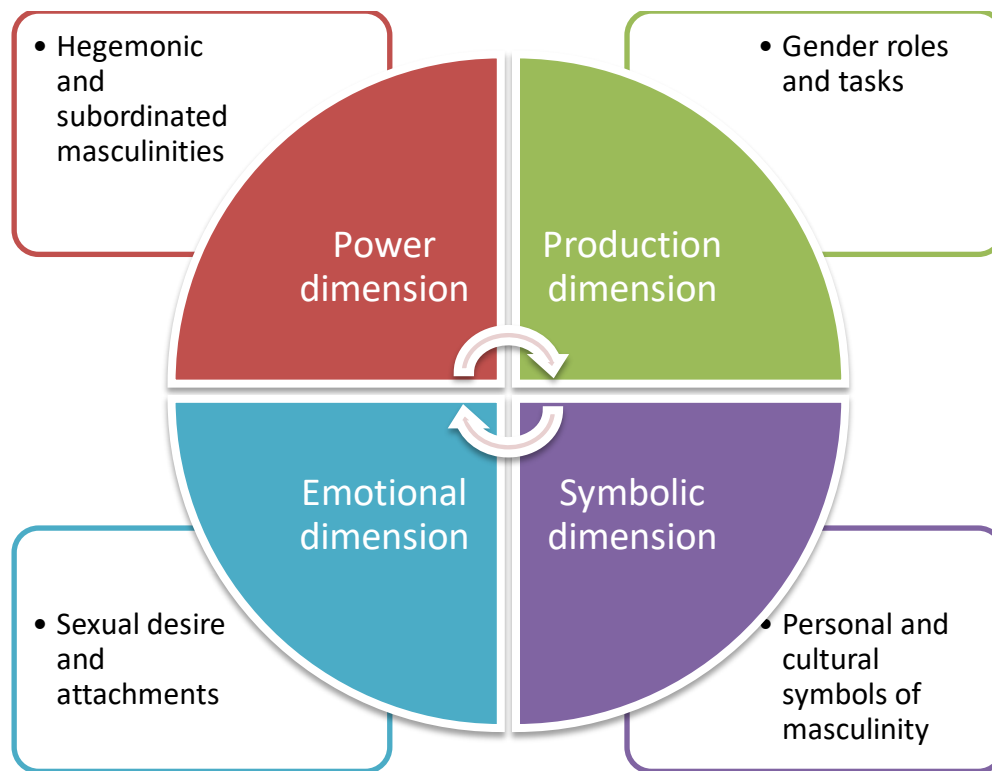 • Hegemonic
and
subordinated
masculinities
• Gender roles
and tasks
Power
dimension
Production
dimension
Emotional
dimension
Symbolic
dimension
• Sexual desire
and
attachments
• Personal and
cultural
symbols of
masculinity